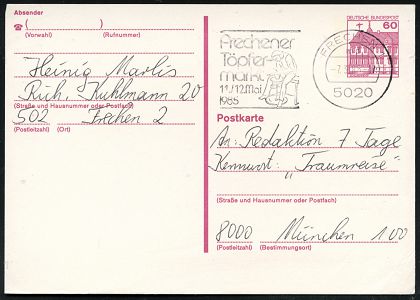 Absender
☎ ( )
(Vorwahl) (Rufnummer)
Heinig Marlis
Rich. Kuhlmann 20
(Straße und Hausnummer oder Postfach)
502 Frechen 2
(Postleitzahl) (Ort)
Frechener
Töpfer-
markt
11./12. Mai
1985
5020
DEUTSCHE BUNDESPOST
60
Postkarte
An: Redaktion 7 Tage
Kennwort: "Traumreise"
(Straße und Hausnummer oder Postfach)
8000 München 100
(Postleitzahl) (Bestimmungsort)